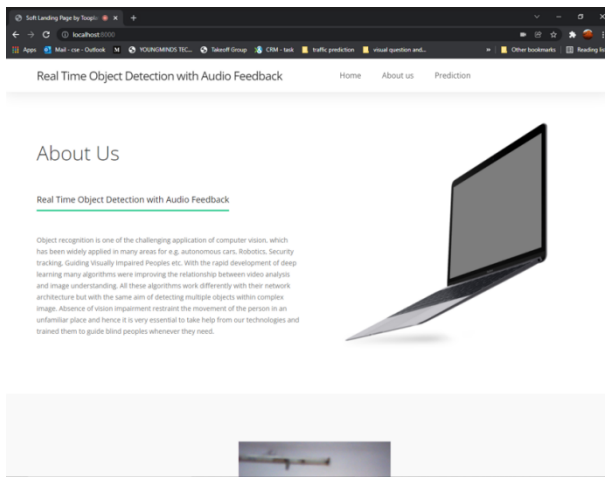 Soft Landing Page by Toopla
localhost:8000
Apps Mail - cse - Outlook M YOUNGMINDS TEC... Takeoff Group CRM - task traffic prediction visual question and... » Other bookmarks Reading lis
Real Time Object Detection with Audio Feedback Home About us Prediction
About Us
Real Time Object Detection with Audio Feedback
Object recognition is one of the challenging application of computer vision, which
has been widely applied in many areas for e.g. autonomous cars, Robotics, Security
tracking, Guiding Visually Impaired Peoples etc. With the rapid development of deep
learning many algorithms were improving the relationship between video analysis
and image understanding. All these algorithms work differently with their network
architecture but with the same aim of detecting multiple objects within complex
image. Absence of vision impairment restraint the movement of the person in an
unfamiliar place and hence it is very essential to take help from our technologies and
trained them to guide blind peoples whenever they need.